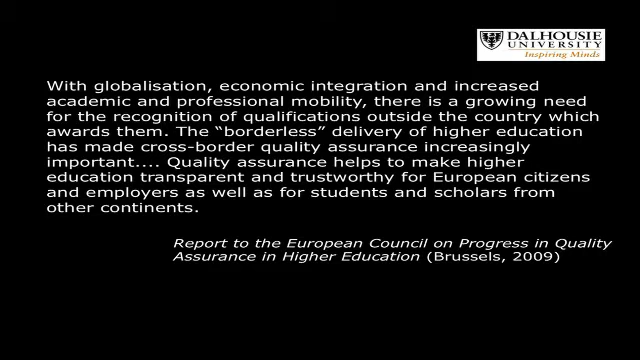 DALHOUSIE
UNIVERSITY
Inspiring Minds
With globalisation, economic integration and increased
academic and professional mobility, there is a growing need
for the recognition of qualifications outside the country which
awards them. The “borderless” delivery of higher education
has made cross-border quality assurance increasingly
important.... Quality assurance helps to make higher
education transparent and trustworthy for European citizens
and employers as well as for students and scholars from
other continents.
Report to the European Council on Progress in Quality
Assurance in Higher Education (Brussels, 2009)